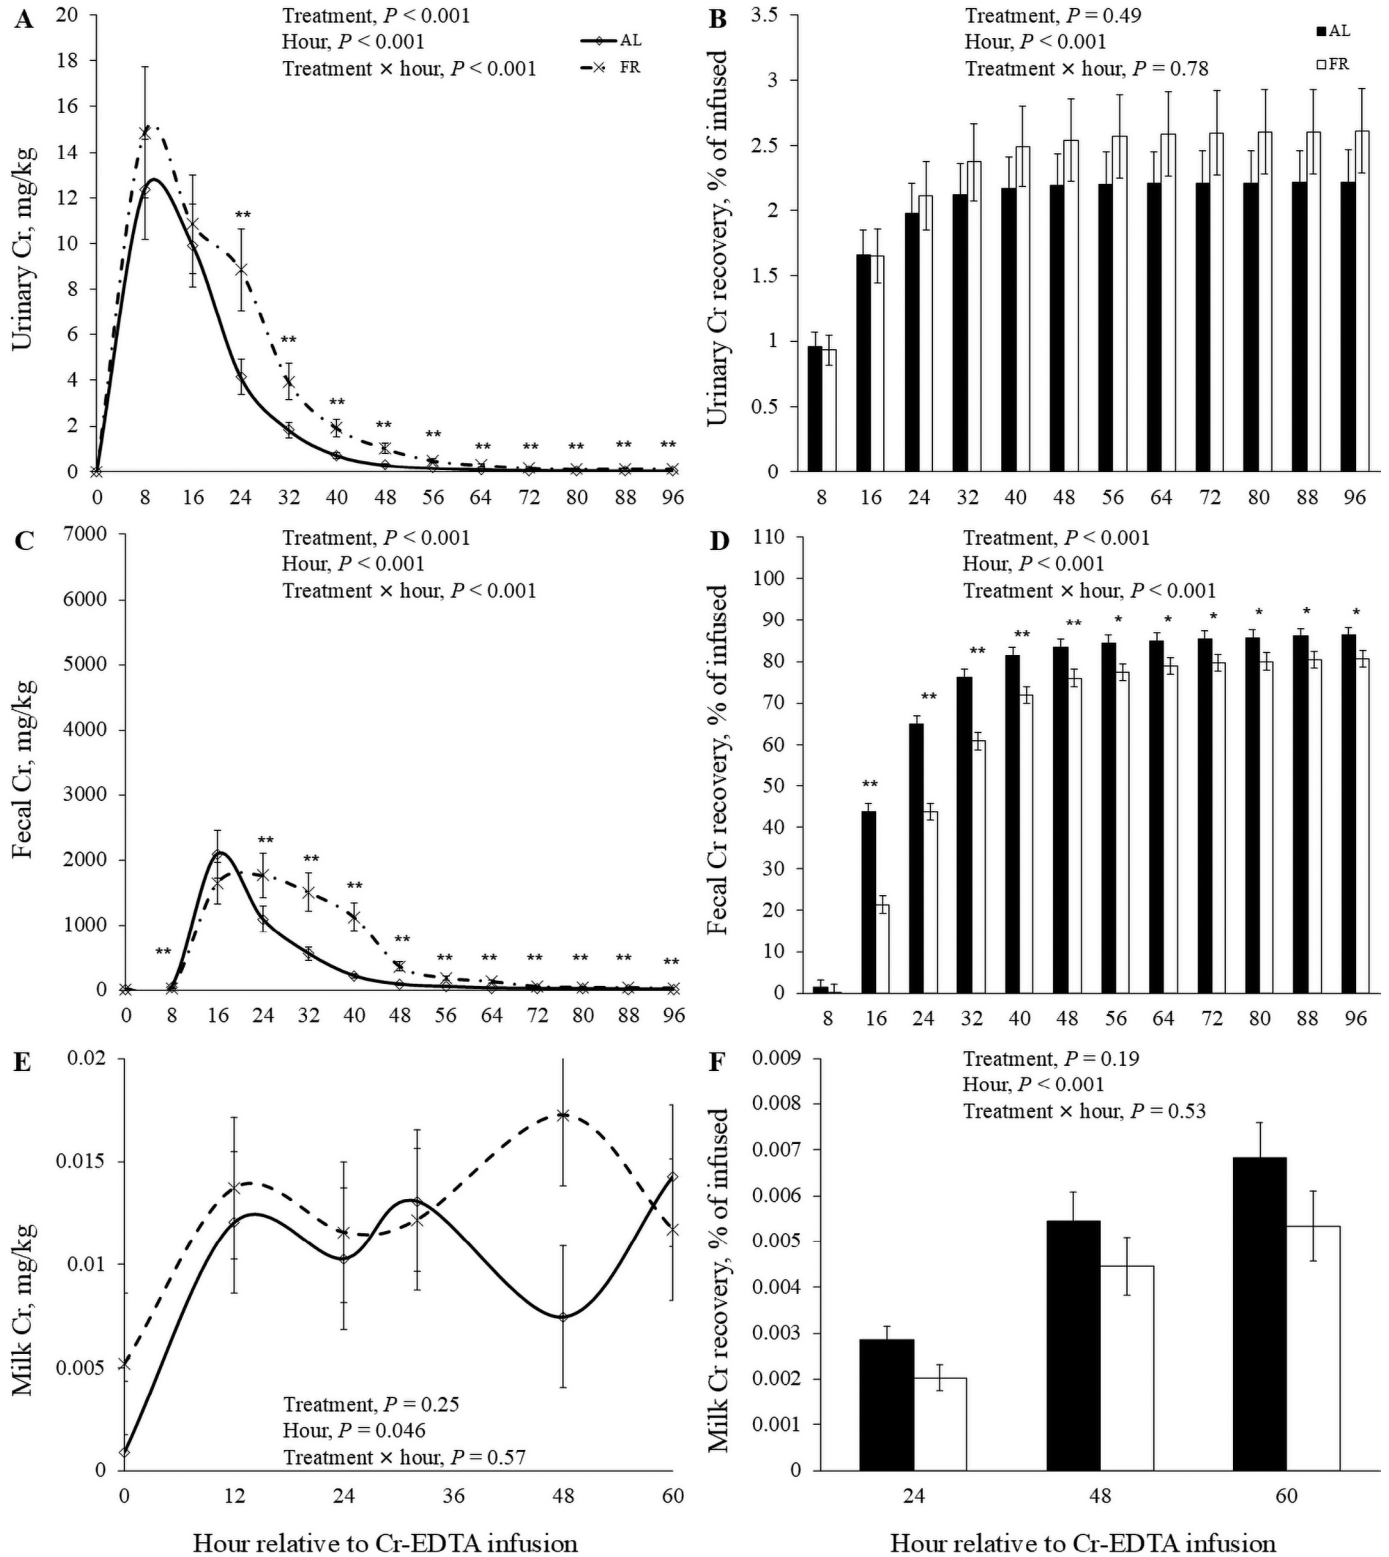 A
Treatment, P < 0.001
Hour, P < 0.001
Treatment × hour, P < 0.001
AL
FR
Urinary Cr, mg/kg
20
18
16
14
12
10
8
6
4
2
0
** ** ** ** ** ** ** ** ** **
0 8 16 24 32 40 48 56 64 72 80 88 96
B
Treatment, P = 0.49
Hour, P < 0.001
Treatment × hour, P = 0.78
AL
FR
Urinary Cr recovery, % of infused
3.5
3
2.5
2
1.5
1
0.5
0
8 16 24 32 40 48 56 64 72 80 88 96
C
Treatment, P < 0.001
Hour, P < 0.001
Treatment × hour, P < 0.001
Fecal Cr, mg/kg
7000
6000
5000
4000
3000
2000
1000
0
** ** ** ** ** ** ** ** ** ** **
0 8 16 24 32 40 48 56 64 72 80 88 96
D
Treatment, P < 0.001
Hour, P < 0.001
Treatment × hour, P < 0.001
Fecal Cr recovery, % of infused
110
100
90
80
70
60
50
40
30
20
10
0
** ** ** ** ** * * * * * *
8 16 24 32 40 48 56 64 72 80 88 96
E
Milk Cr, mg/kg
0.02
0.015
0.01
0.005
0
Treatment, P = 0.25
Hour, P = 0.046
Treatment × hour, P = 0.57
0 12 24 36 48 60
Hour relative to Cr-EDTA infusion
F
Treatment, P = 0.19
Hour, P < 0.001
Treatment × hour, P = 0.53
Milk Cr recovery, % of infused
0.009
0.008
0.007
0.006
0.005
0.003
0.002
0.001
0
24 48 60
Hour relative to Cr-EDTA infusion